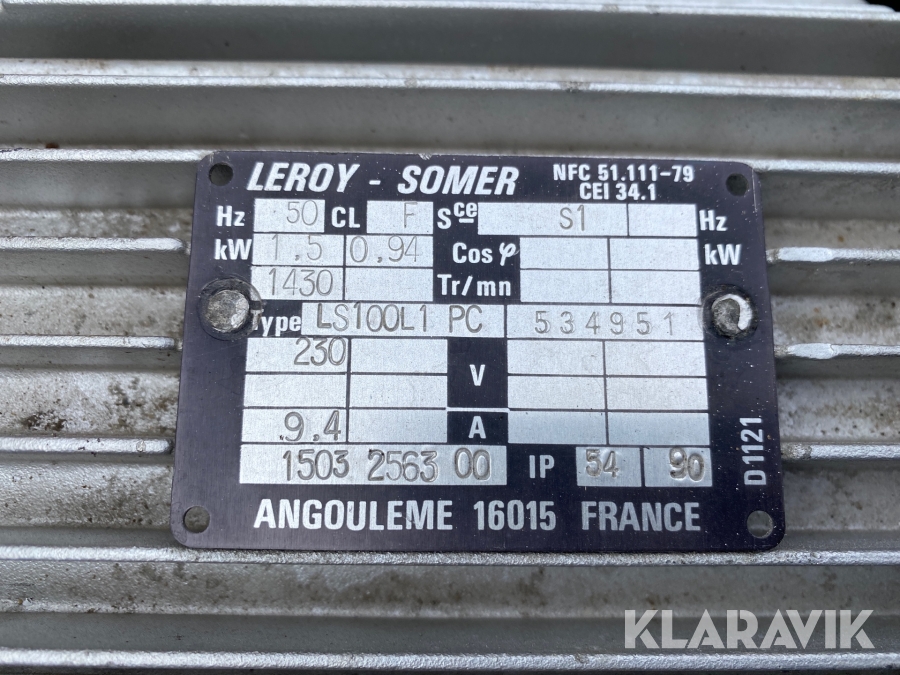 LEROY - SOMER NFC 51.111-79
CEI 34.1
Hz 50 CL F Sce S1 Hz
kW 1,5 0,94 Cos φ kW
1430 Tr/mn
Type LS100L1 PC 534951
230 V
9,4 A
1503 2563 00 IP 54 90
D1121
ANGOULEME 16015 FRANCE
KLARAVIK